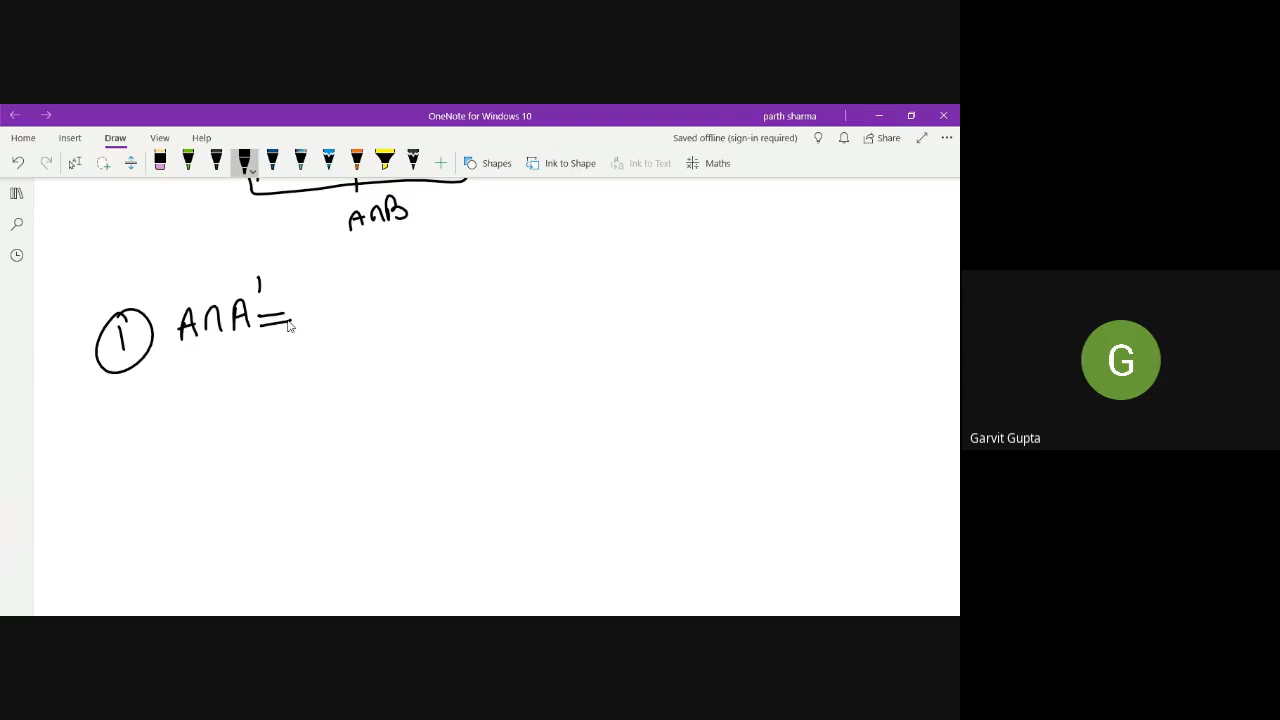 OneNote for Windows 10
parth sharma
Home Insert Draw View Help
Saved offline (sign-in required)
Share
Shapes
Ink to Shape
Ink to Text
Maths
A∩B
① A∩A' =
G
Garvit Gupta